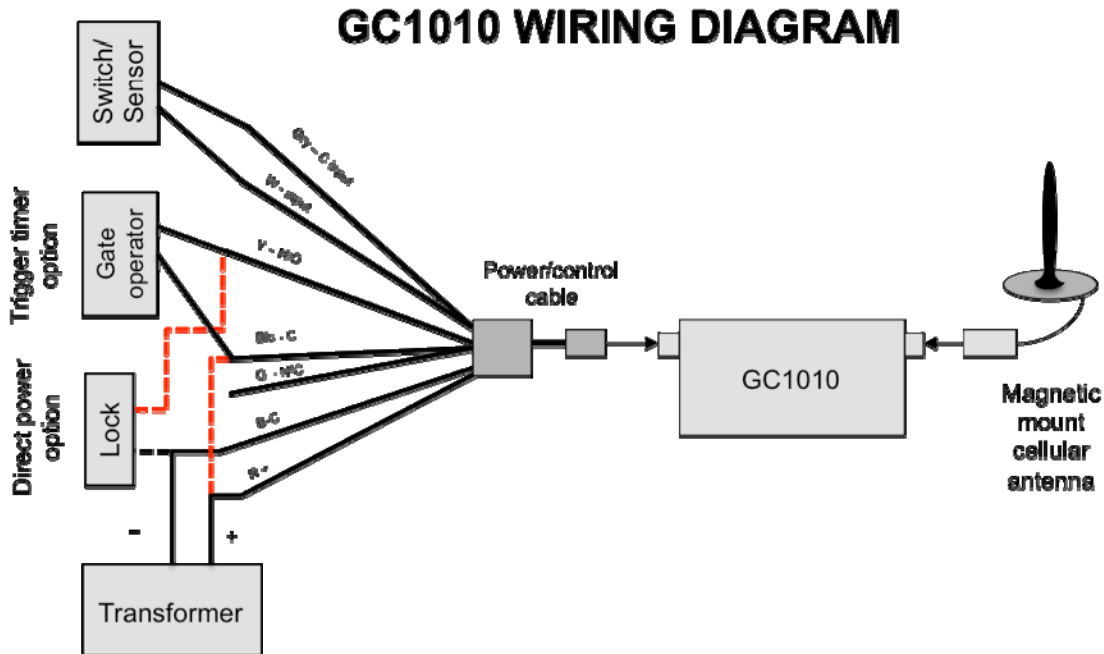 GC1010 WIRING DIAGRAM
Switch/
Sensor
Gry - C input
W - input
Trigger timer
option
Gate
operator
Y - N/O
Power/control
cable
Blu - C
G - N/C
GC1010
Magnetic
mount
cellular
antenna
Direct power
option
Lock
B-C
-
+
Transformer